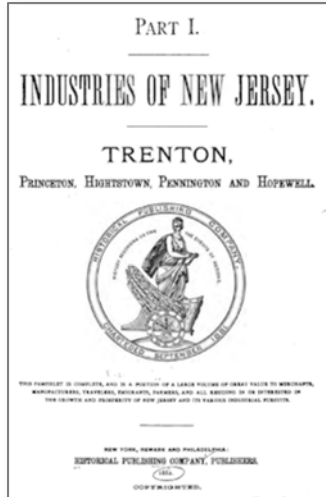 PART I.
INDUSTRIES OF NEW JERSEY.
TRENTON,
PRINCETON, HIGHTSTOWN, PENNINGTON AND HOPEWELL.
HISTORICAL PUBLISHING COMPANY.
CHARTERED SEPTEMBER 1881
THIS PAMPHLET IS COMPLETE, AND IS A PORTION OF A LARGE VOLUME OF GREAT VALUE TO MERCHANTS,
MANUFACTURERS, TRAVELERS, EMIGRANTS, FARMERS, AND ALL RESIDING IN OR INTERESTED IN
THE GROWTH AND PROSPERITY OF NEW JERSEY AND ITS VARIOUS INDUSTRIAL PURSUITS.
NEW YORK, NEWARK AND PHILADELPHIA:
HISTORICAL PUBLISHING COMPANY, PUBLISHERS,
COPYRIGHTED.